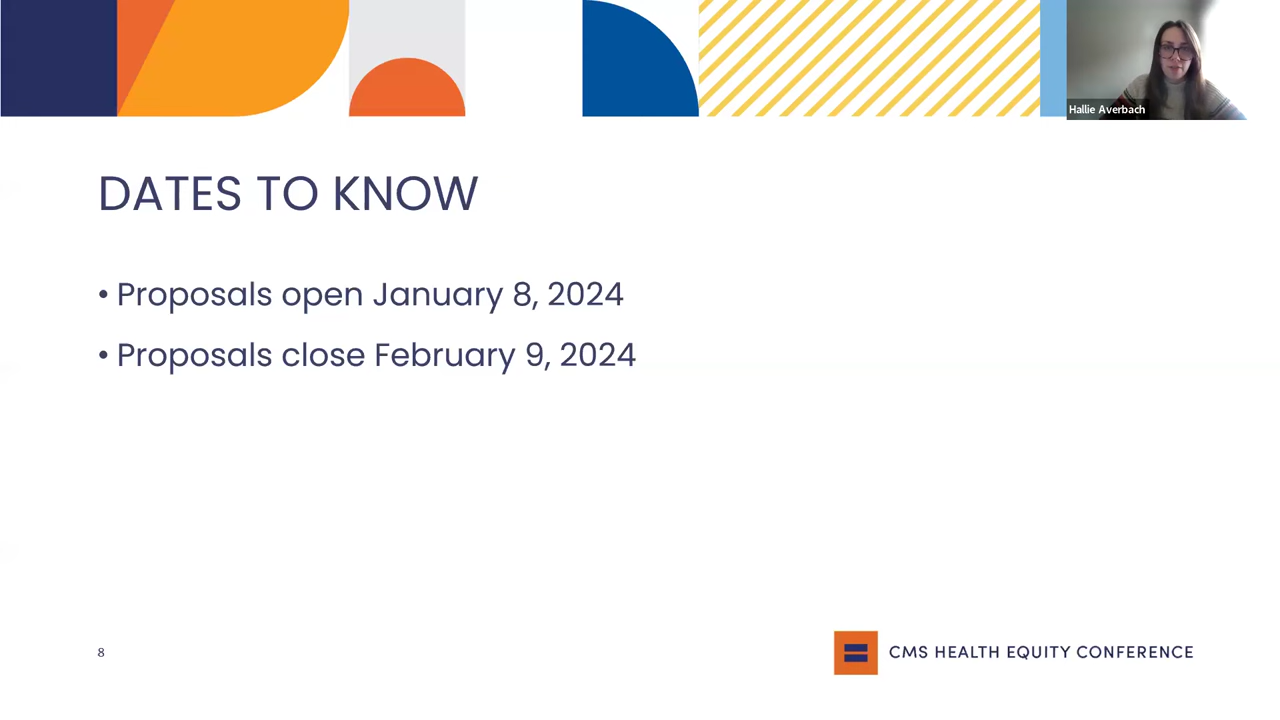 Hallie Averbach
DATES TO KNOW
• Proposals open January 8, 2024
• Proposals close February 9, 2024
8
CMS HEALTH EQUITY CONFERENCE